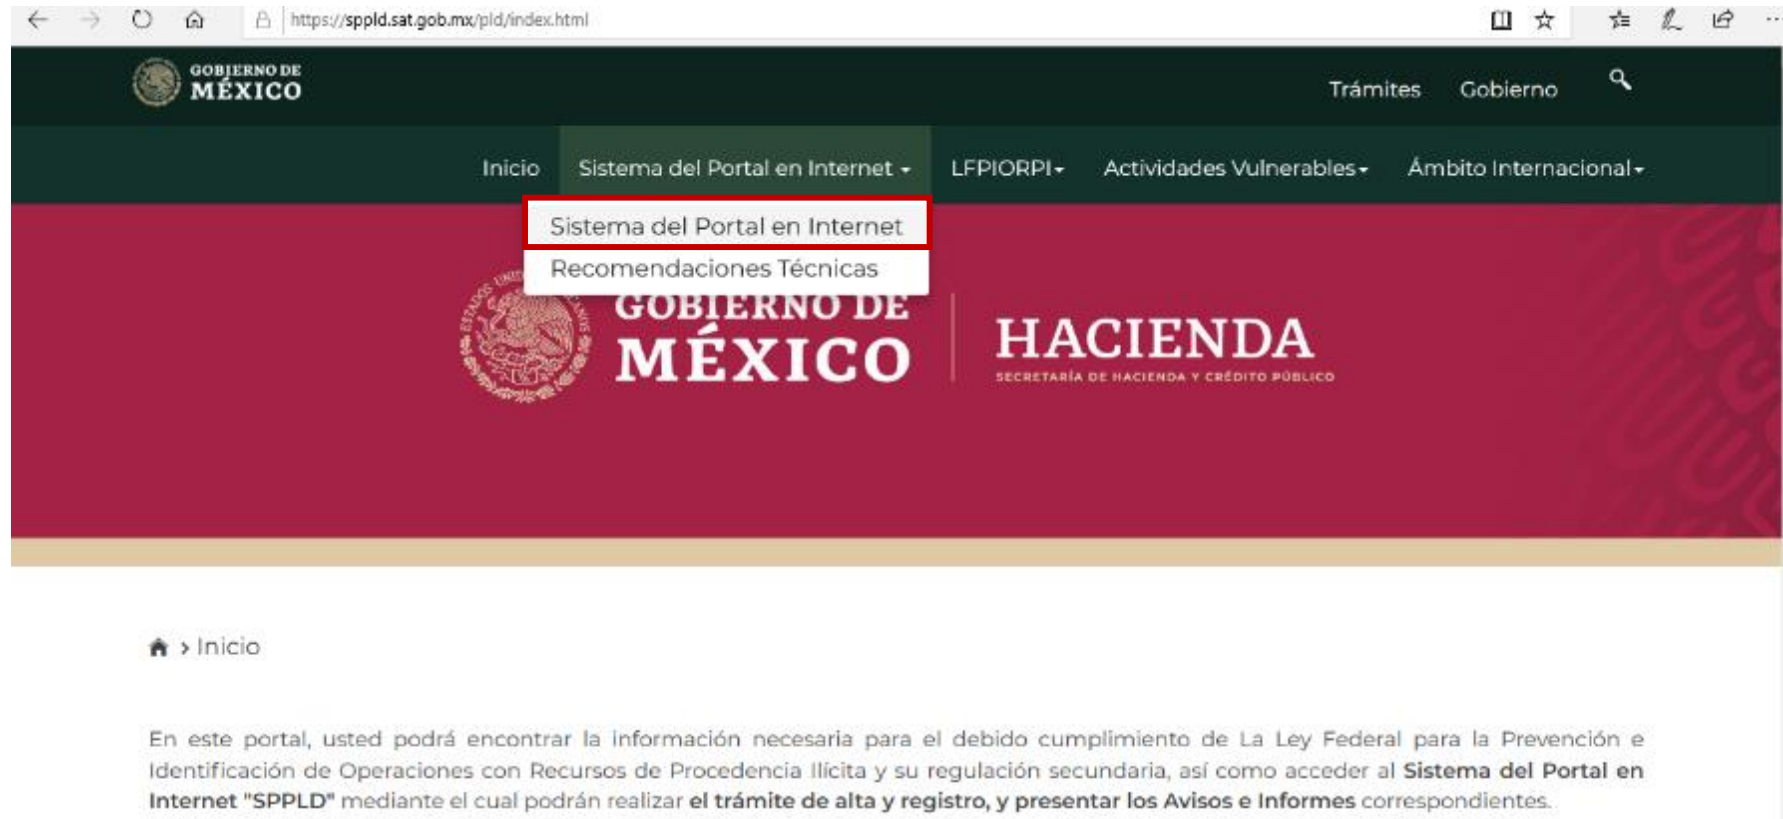 https://sppld.sat.gob.mx/pld/index.html
GOBIERNO DE
MÉXICO
Trámites Gobierno
Inicio Sistema del Portal en Internet LFPIORPI Actividades Vulnerables Ámbito Internacional
Sistema del Portal en Internet
Recomendaciones Técnicas
GOBIERNO DE
MÉXICO
HACIENDA
SECRETARÍA DE HACIENDA Y CRÉDITO PÚBLICO
> Inicio
En este portal, usted podrá encontrar la información necesaria para el debido cumplimiento de La Ley Federal para la Prevención e
Identificación de Operaciones con Recursos de Procedencia Ilícita y su regulación secundaria, así como acceder al Sistema del Portal en
Internet "SPPLD" mediante el cual podrán realizar el trámite de alta y registro, y presentar los Avisos e Informes correspondientes.